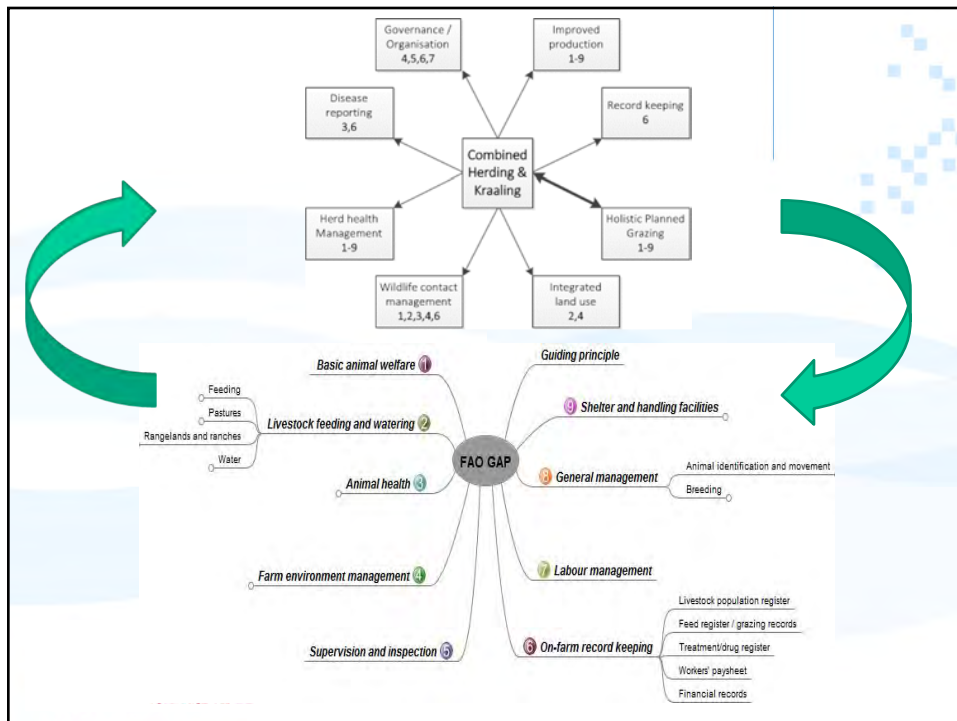 Governance /
Organisation
4,5,6,7
Improved
production
1-9
Disease
reporting
3,6
Record keeping
6
Combined
Herding &
Kraaling
Herd health
Management
1-9
Holistic Planned
Grazing
1-9
Wildlife contact
management
1,2,3,4,6
Integrated
land use
2,4
Basic animal welfare 1
Guiding principle
Feeding
Pastures
Rangelands and ranches
Water
Livestock feeding and watering 2
9 Shelter and handling facilities
FAO GAP
Animal health 3
8 General management
Animal identification and movement
Breeding
Farm environment management 4
7 Labour management
Supervision and inspection 5
6 On-farm record keeping
Livestock population register
Feed register / grazing records
Treatment/drug register
Workers' paysheet
Financial records